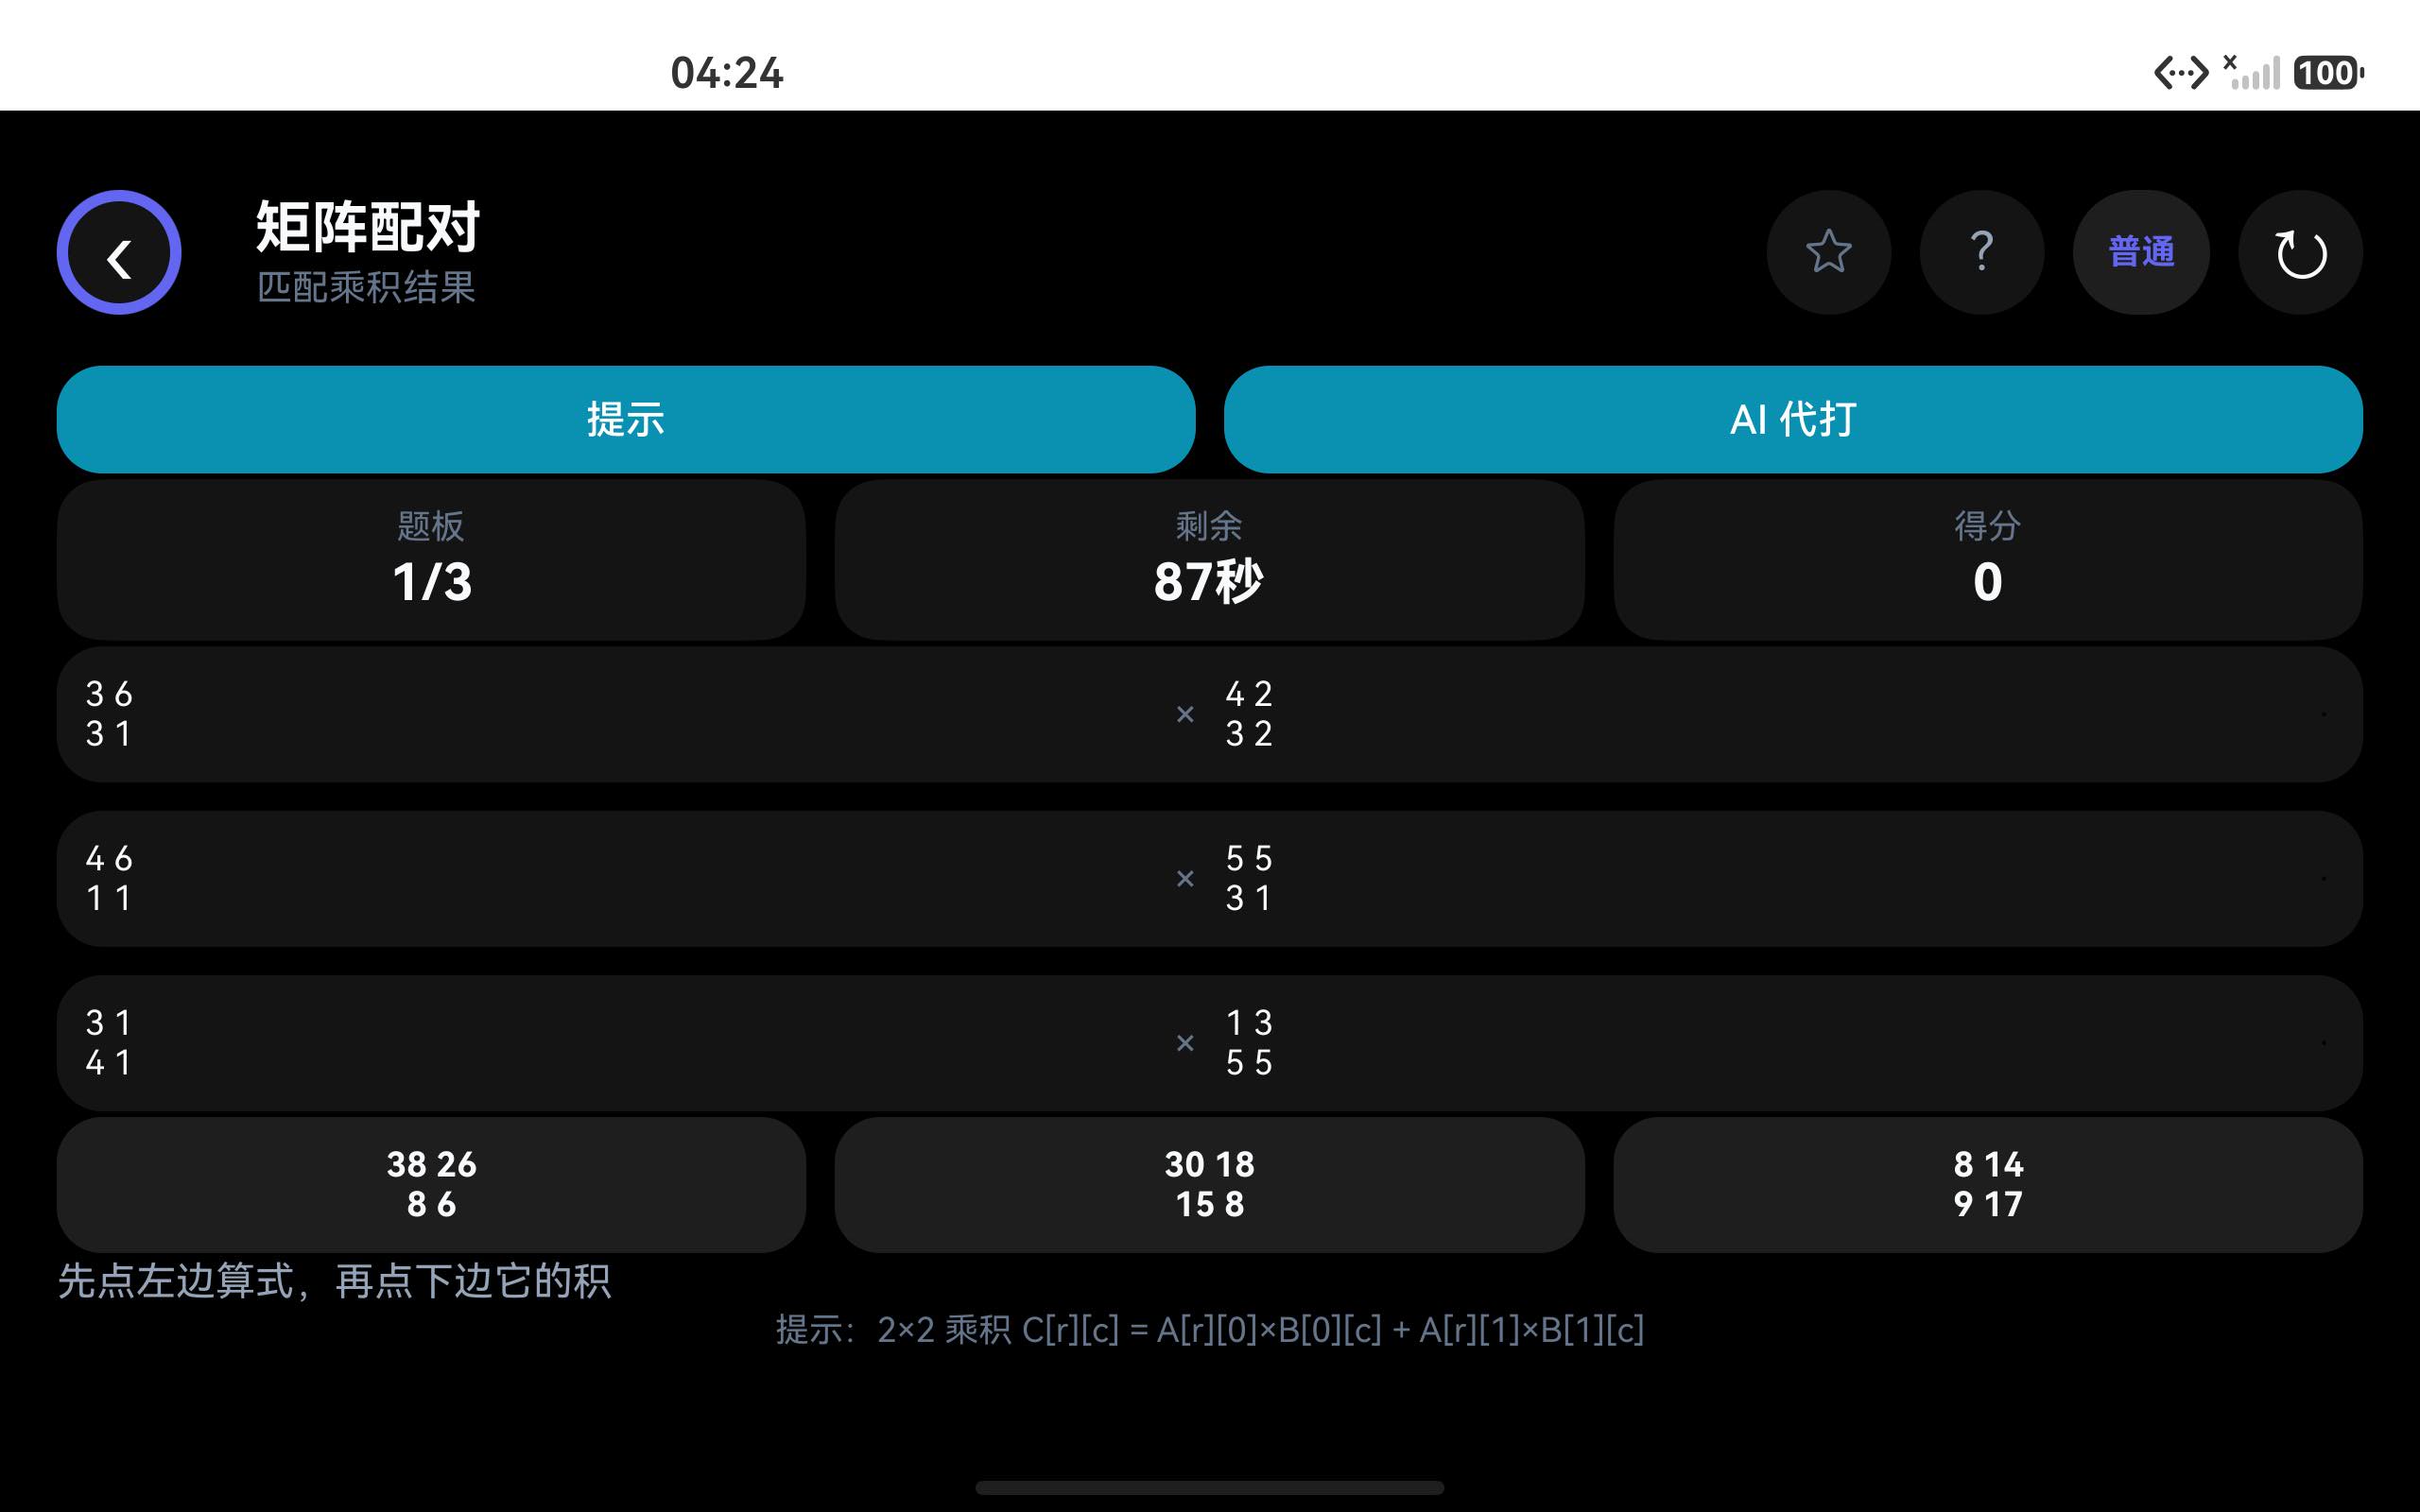 04:24
100
矩阵配对
匹配乘积结果
?
普通
提示
AI 代打
题板
1/3
剩余
87秒
得分
0
3 6
3 1
×
4 2
3 2
4 6
1 1
×
5 5
3 1
3 1
4 1
×
1 3
5 5
38 26
8 6
30 18
15 8
8 14
9 17
先点左边算式，再点下边它的积
提示：2×2 乘积 C[r][c] = A[r][0]×B[0][c] + A[r][1]×B[1][c]